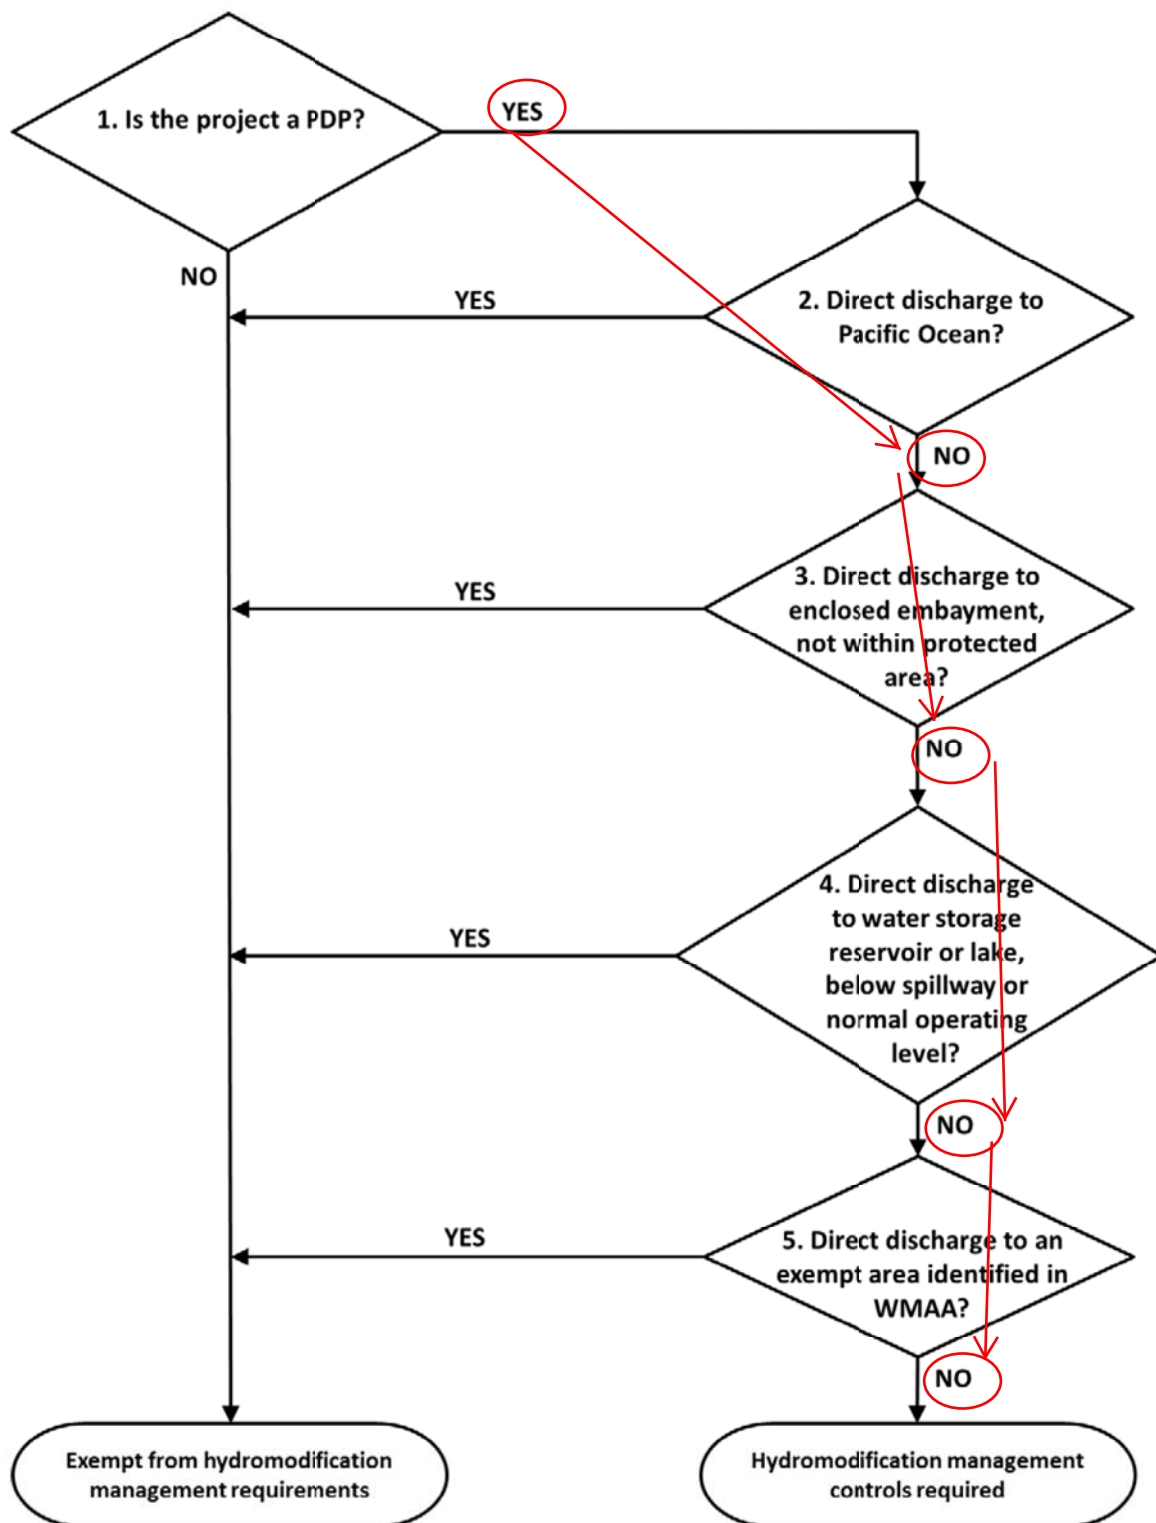 1. Is the project a PDP?
YES
NO
YES
2. Direct discharge to
Pacific Ocean?
NO
YES
3. Direct discharge to
enclosed embayment,
not within protected
area?
NO
YES
4. Direct discharge
to water storage
reservoir or lake,
below spillway or
normal operating
level?
NO
YES
5. Direct discharge to an
exempt area identified in
WMAA?
NO
Exempt from hydromodification
management requirements
Hydromodification management
controls required